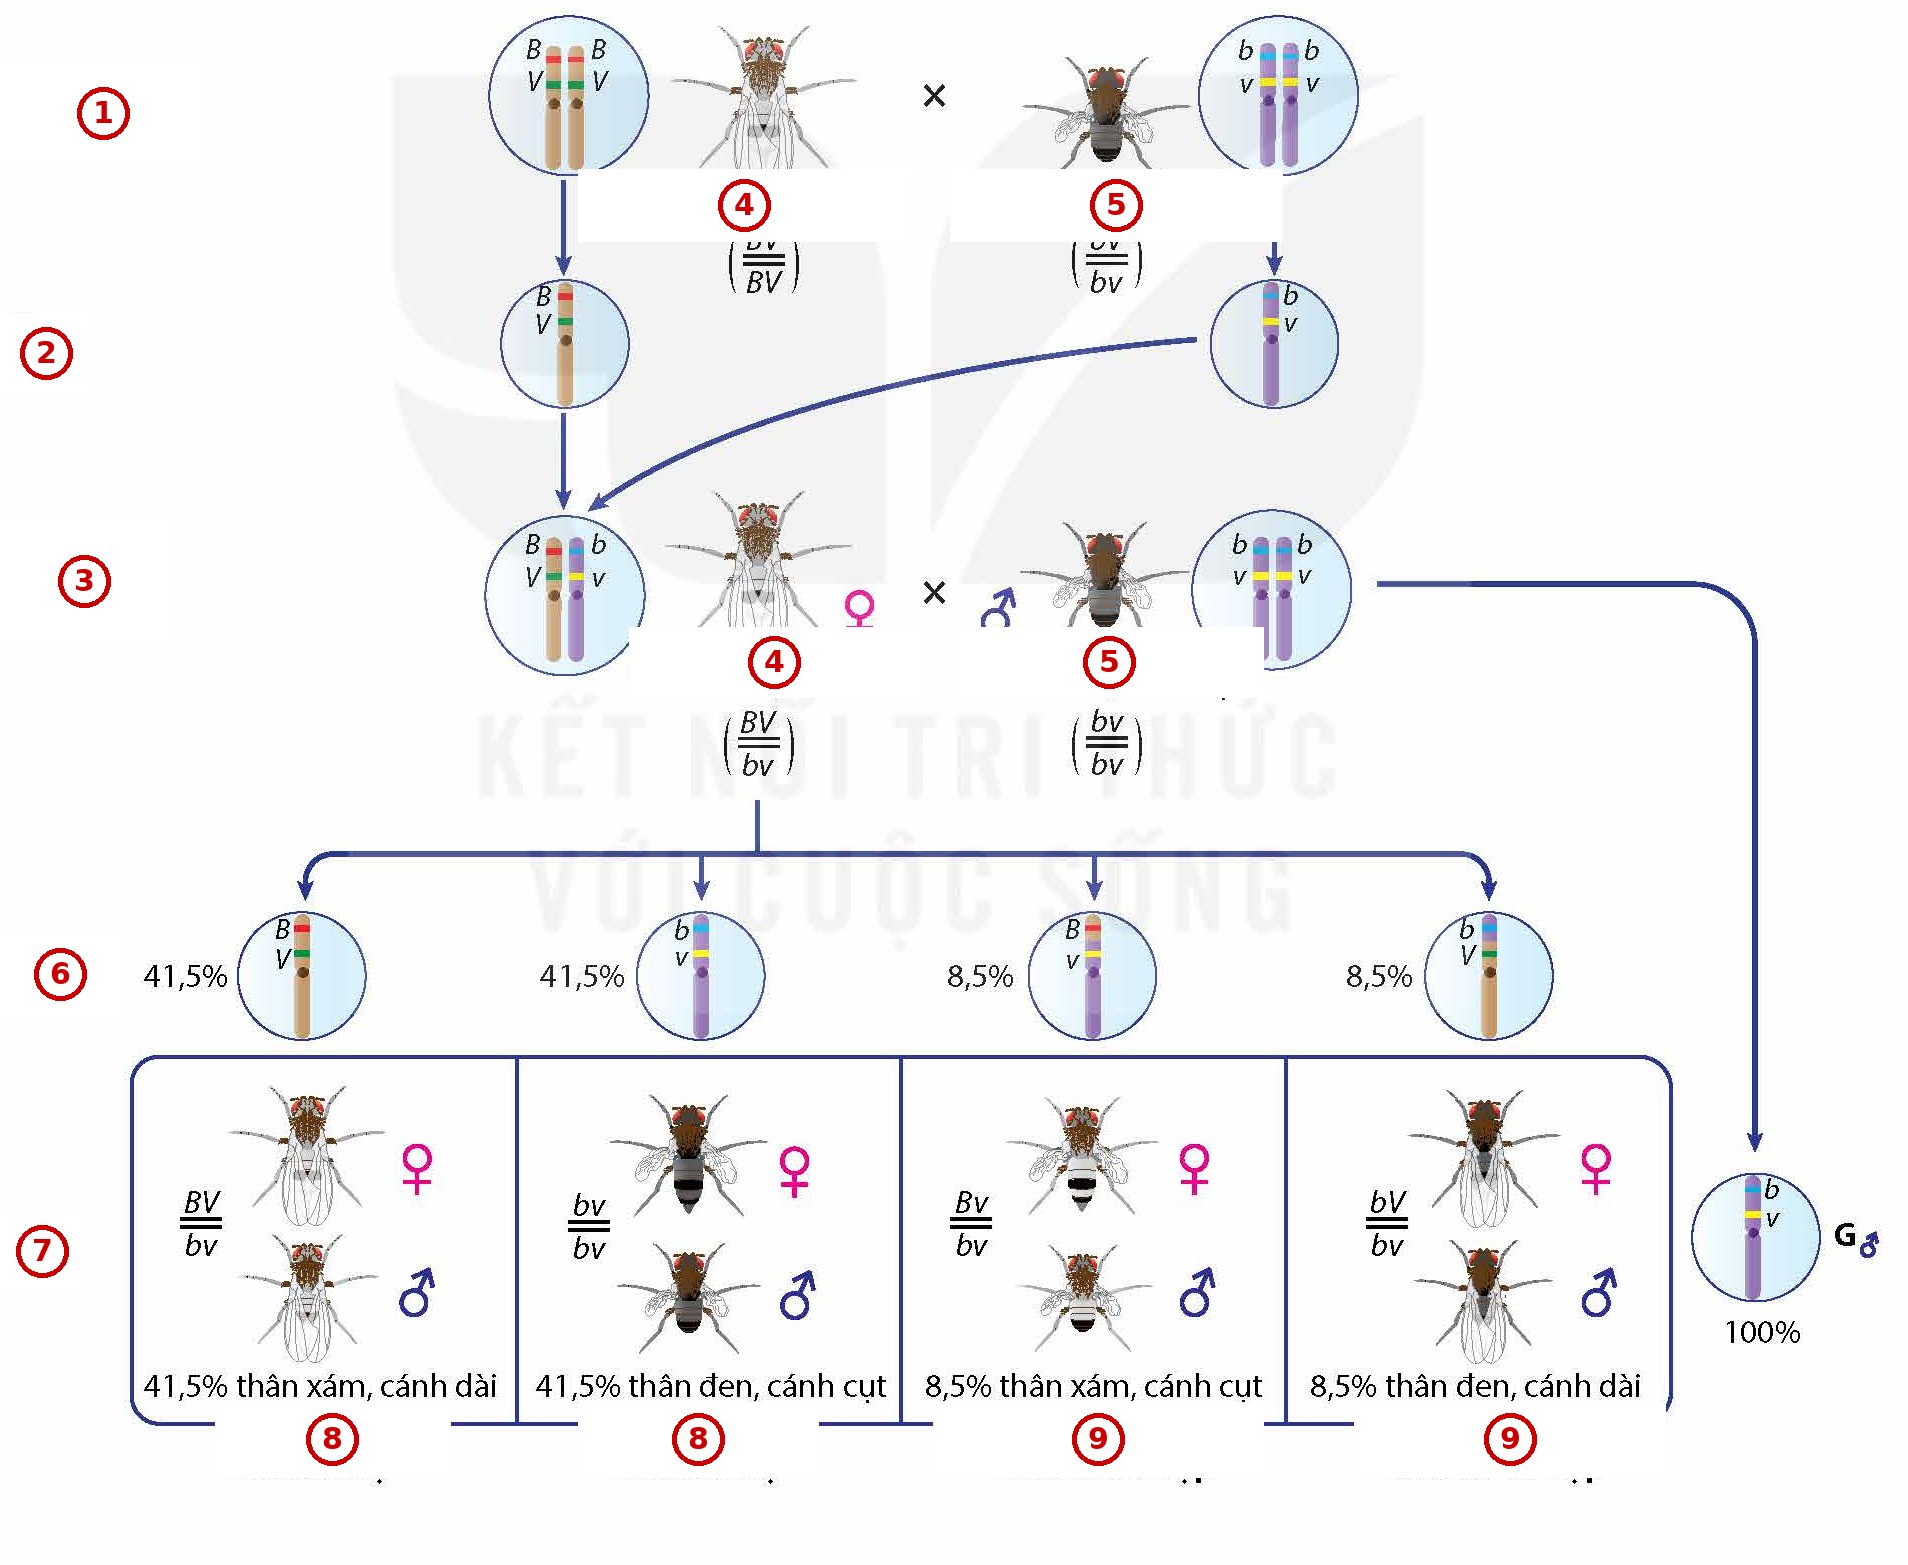 B B b b
1 V V × v v
4 5
(BV/BV) (bv/bv)
B b
2 V v
B b b b
3 V v ♀ × ♂ v v
4 5
(BV/bv) (bv/bv)
KẾT NỐI TRI THỨC
VỚI CUỘC SỐNG
B b B b
V v v V
6 41,5% 41,5% 8,5% 8,5%
♀ ♀ ♀ ♀
7 BV/bv bv/bv Bv/bv bV/bv
b
v G♂
♂ ♂ ♂ ♂
100%
41,5% thân xám, cánh dài 41,5% thân đen, cánh cụt 8,5% thân xám, cánh cụt 8,5% thân đen, cánh dài
8 8 9 9